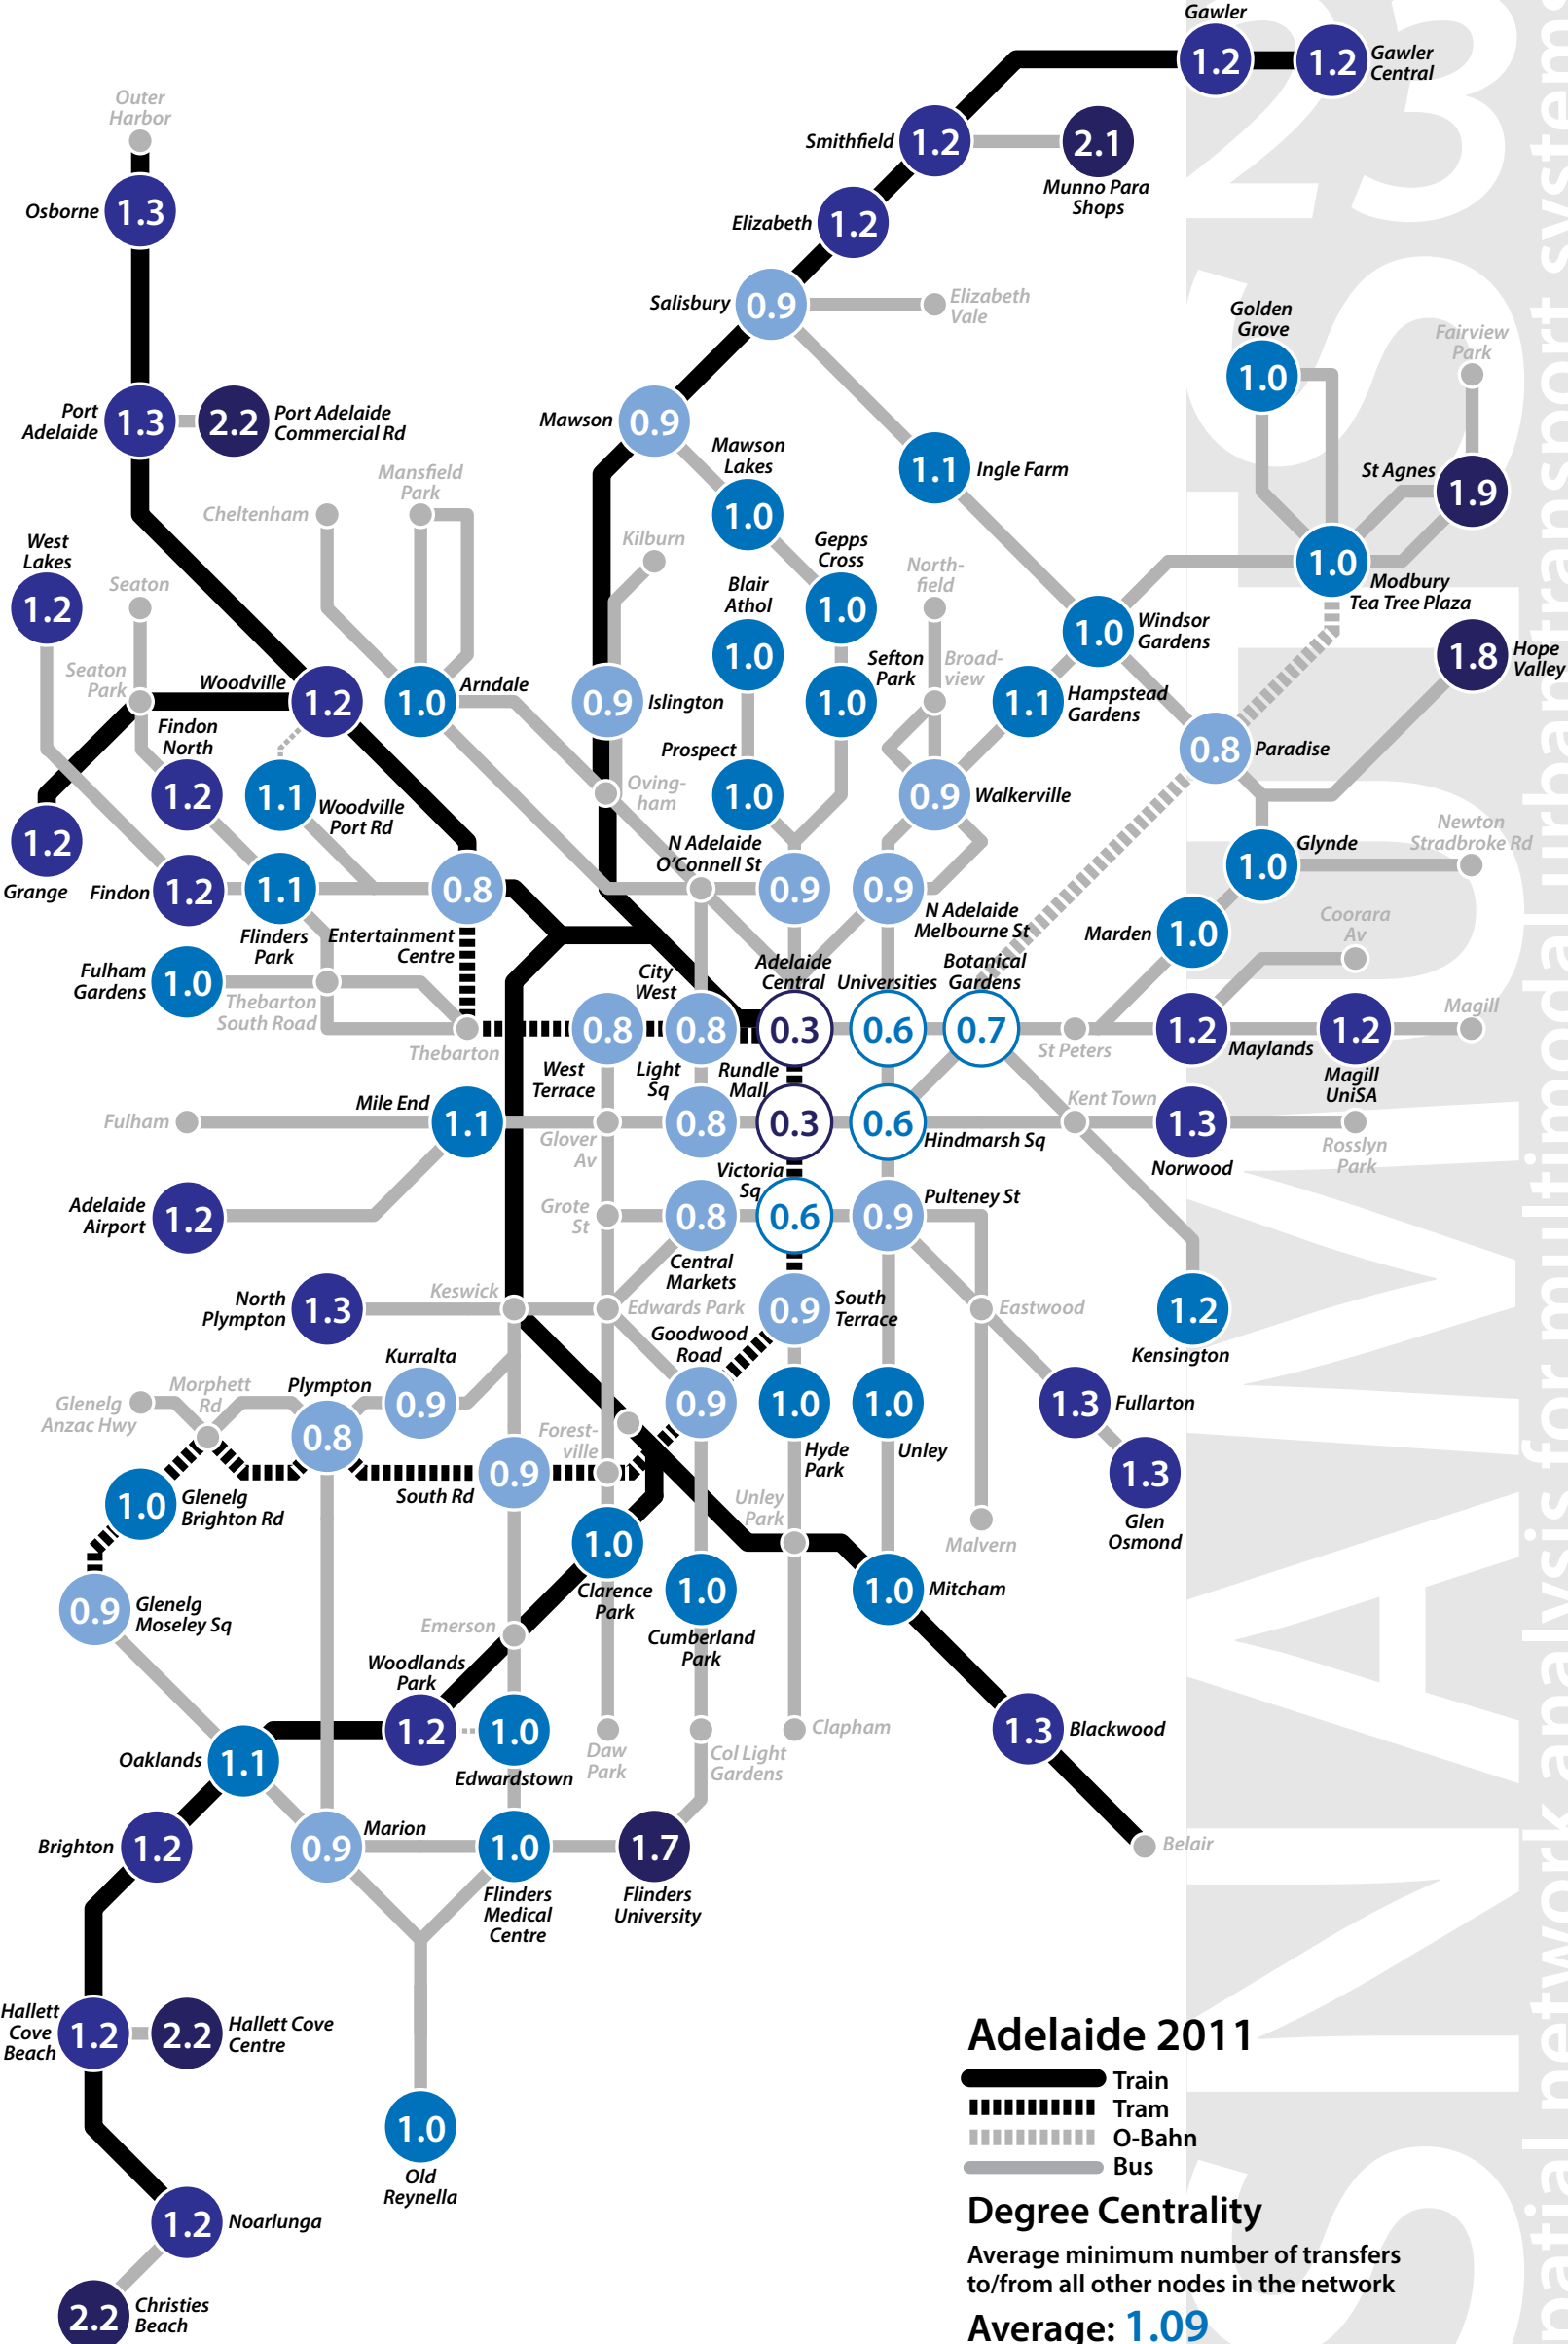 Gawler
1.2
1.2
Gawler
Central
Outer
Harbor
Smithfield
1.2
2.1
Munno Para
Shops
Osborne
1.3
Elizabeth
1.2
Salisbury
0.9
Elizabeth
Vale
Golden
Grove
1.0
Fairview
Park
Port
Adelaide
1.3
2.2
Port Adelaide
Commercial Rd
Mawson
0.9
Mawson
Lakes
1.0
1.1
Ingle Farm
St Agnes
1.9
Mansfield
Park
Cheltenham
Kilburn
Gepps
Cross
1.0
North-
field
1.0
Modbury
Tea Tree Plaza
West
Lakes
1.2
Seaton
Blair
Athol
1.0
1.0
Windsor
Gardens
1.8
Hope
Valley
Seaton
Park
Woodville
1.2
1.0
Arndale
0.9
Islington
Sefton
Park
1.0
Broad-
view
1.1
Hampstead
Gardens
0.8
Paradise
Findon
North
1.2
1.1
Woodville
Port Rd
Oving-
ham
Prospect
1.0
0.9
Walkerville
1.2
Grange
Glynde
1.0
Newton
Stradbroke Rd
Findon
1.2
1.1
Flinders
Park
0.8
Entertainment
Centre
N Adelaide
O'Connell St
0.9
0.9
N Adelaide
Melbourne St
Marden
1.0
Coorara
Av
Fulham
Gardens
1.0
Thebarton
South Road
Thebarton
City
West
Adelaide
Central
Universities
Botanical
Gardens
0.8
West
Terrace
0.8
Light
Sq
Rundle
Mall
0.3
0.6
0.7
St Peters
1.2
Maylands
1.2
Magill
UniSA
Magill
Fulham
Mile End
1.1
Glover
Av
0.8
0.3
0.6
Hindmarsh Sq
Kent Town
1.3
Norwood
Rosslyn
Park
Adelaide
Airport
1.2
Grote
St
0.8
Central
Markets
Victoria
Sq
0.6
0.9
Pulteney St
North
Plympton
1.3
Keswick
Edwards Park
0.9
South
Terrace
Eastwood
1.2
Kensington
Glenelg
Anzac Hwy
Morphett
Rd
Plympton
0.8
Kurralta
0.9
Goodwood
Road
0.9
1.0
Hyde
Park
1.0
Unley
1.3
Fullarton
1.0
Glenelg
Brighton Rd
South Rd
0.9
Forest-
ville
Unley
Park
1.3
Glen
Osmond
Malvern
0.9
Glenelg
Moseley Sq
1.0
Clarence
Park
1.0
Cumberland
Park
1.0
Mitcham
Emerson
Woodlands
Park
1.2
1.0
Edwardstown
Daw
Park
Col Light
Gardens
Clapham
1.3
Blackwood
Oaklands
1.1
Brighton
1.2
0.9
Marion
1.0
Flinders
Medical
Centre
1.7
Flinders
University
Belair
Hallett
Cove
Beach
1.2
2.2
Hallett Cove
Centre
1.0
Old
Reynella
1.2
Noarlunga
2.2
Christies
Beach
Adelaide 2011
Train
Tram
O-Bahn
Bus
Degree Centrality
Average minimum number of transfers
to/from all other nodes in the network
Average: 1.09
SNAMUTS
23
spatial network analysis for multimodal urban transport systems